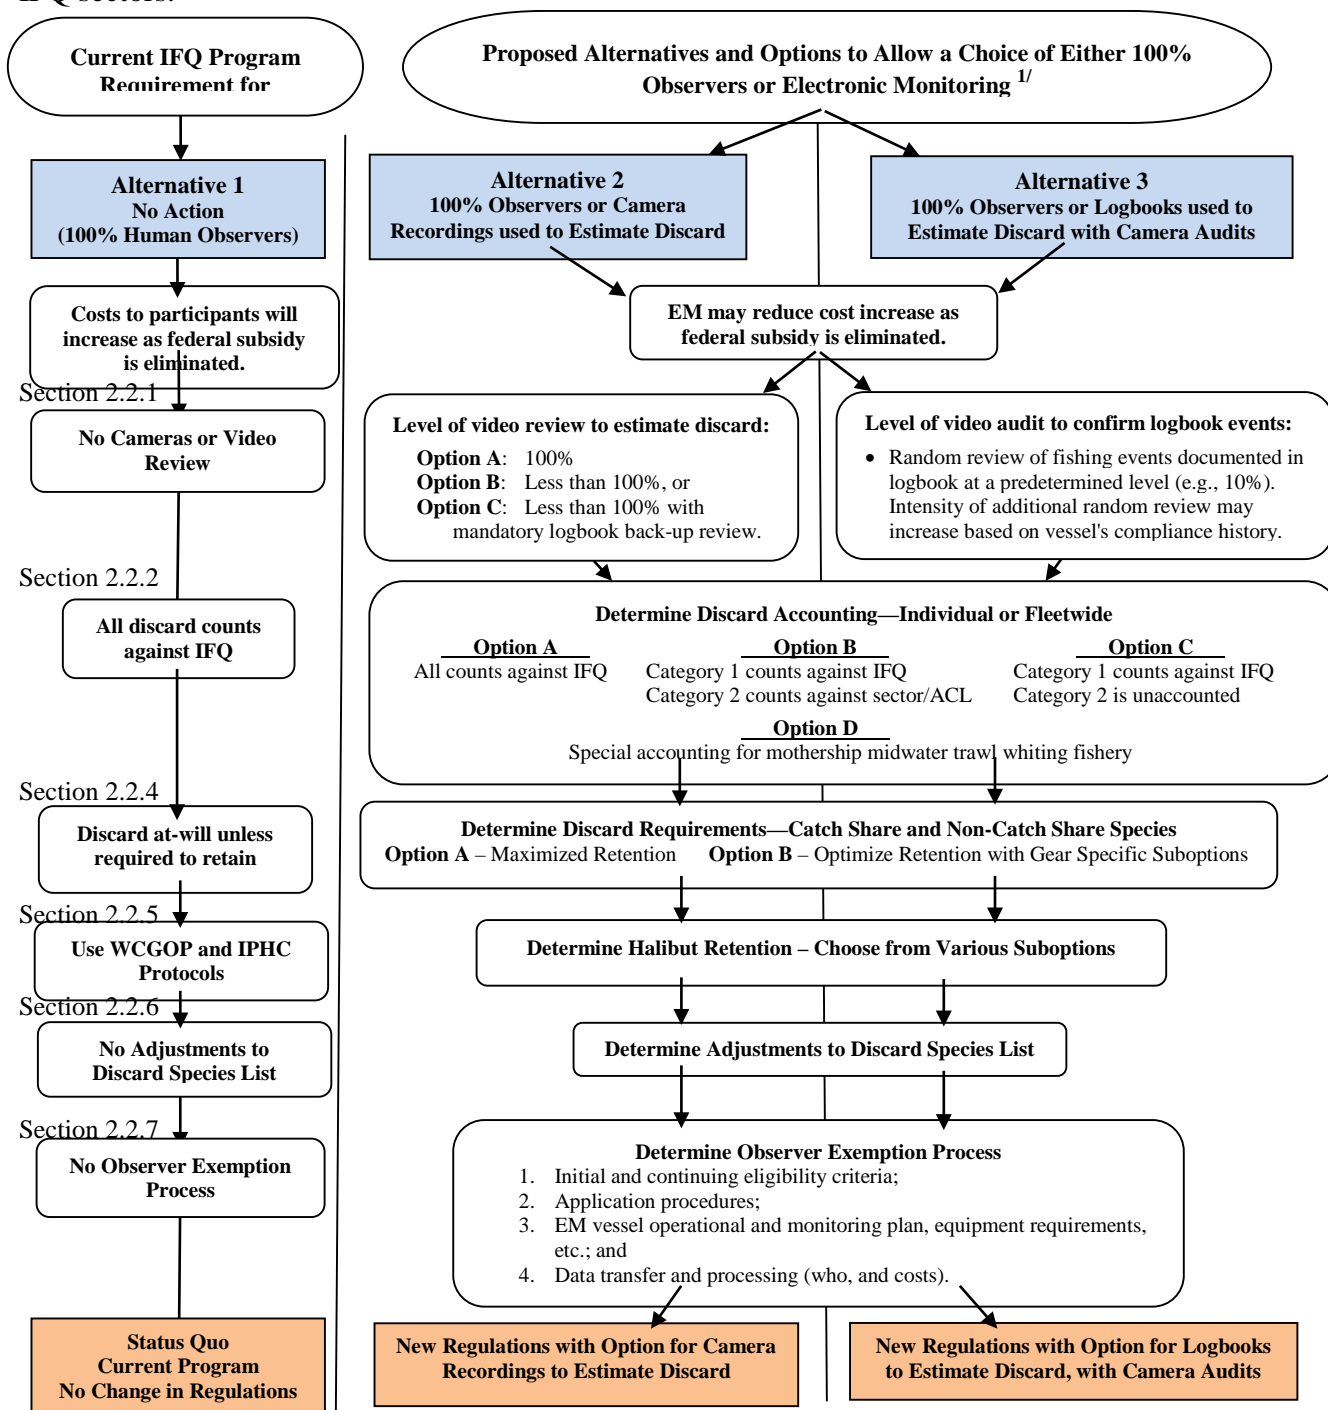 IFQ sectors.
Current IFQ Program
Requirement for
Alternative 1
No Action
(100% Human Observers)
Costs to participants will
increase as federal subsidy
is eliminated.
Section 2.2.1
No Cameras or Video
Review
Section 2.2.2
All discard counts
against IFQ
Section 2.2.4
Discard at-will unless
required to retain
Section 2.2.5
Use WCGOP and IPHC
Protocols
Section 2.2.6
No Adjustments to
Discard Species List
Section 2.2.7
No Observer Exemption
Process
Status Quo
Current Program
No Change in Regulations
Proposed Alternatives and Options to Allow a Choice of Either 100%
Observers or Electronic Monitoring 1/
Alternative 2
100% Observers or Camera
Recordings used to Estimate Discard
Alternative 3
100% Observers or Logbooks used to
Estimate Discard with Camera Audits
EM may reduce cost increase as
federal subsidy is eliminated.
Level of video review to estimate discard:
Option A: 100%
Option B: Less than 100%, or
Option C: Less than 100% with
mandatory logbook back-up review.
Level of video audit to confirm logbook events:
• Random review of fishing events documented in
logbook at a predetermined level (e.g., 10%).
Intensity of additional random review may
increase based on vessel's compliance history.
Determine Discard Accounting—Individual or Fleetwide
Option A
All counts against IFQ
Option B
Category 1 counts against IFQ
Category 2 counts against sector/ACL
Option C
Category 1 counts against IFQ
Category 2 is unaccounted
Option D
Special accounting for mothership midwater trawl whiting fishery
Determine Discard Requirements—Catch Share and Non-Catch Share Species
Option A – Maximized Retention Option B – Optimize Retention with Gear Specific Suboptions
Determine Halibut Retention – Choose from Various Suboptions
Determine Adjustments to Discard Species List
Determine Observer Exemption Process
1. Initial and continuing eligibility criteria;
2. Application procedures;
3. EM vessel operational and monitoring plan, equipment requirements,
etc.; and
4. Data transfer and processing (who, and costs).
New Regulations with Option for Camera
Recordings to Estimate Discard
New Regulations with Option for Logbooks
to Estimate Discard, with Camera Audits